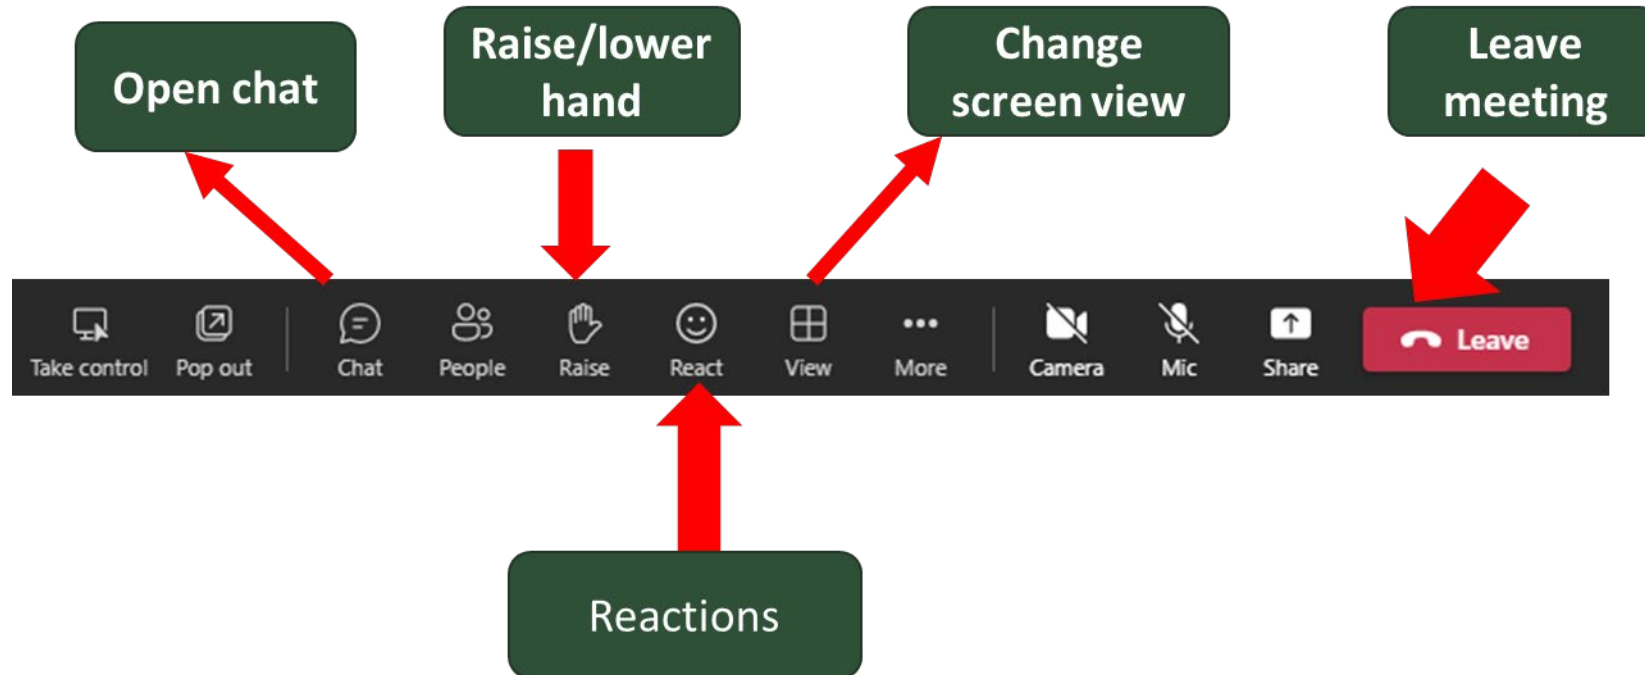 Open chat
Raise/lower
hand
Change
screen view
Leave
meeting
Take control
Pop out
Chat
People
Raise
React
View
More
Camera
Mic
Share
Leave
Reactions